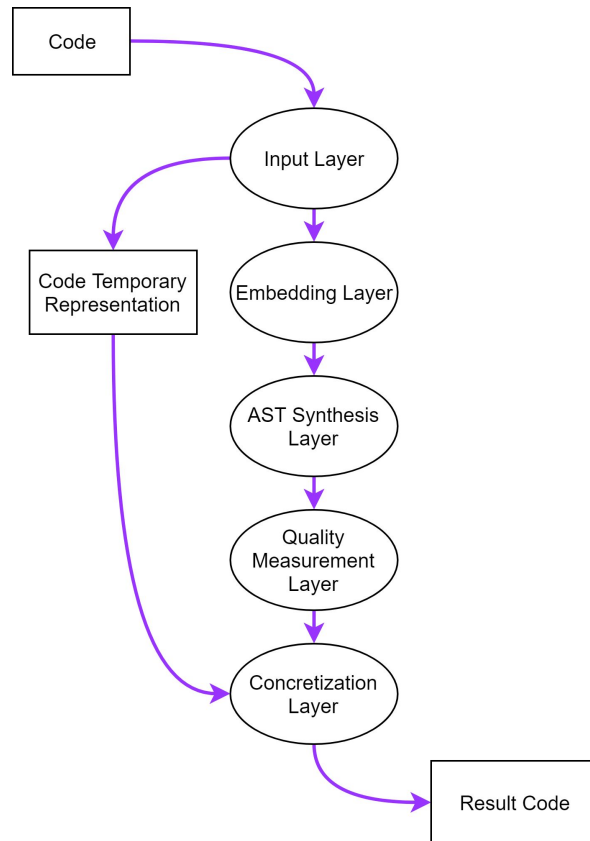 Code
Input Layer
Code Temporary
Representation
Embedding Layer
AST Synthesis
Layer
Quality
Measurement
Layer
Concretization
Layer
Result Code